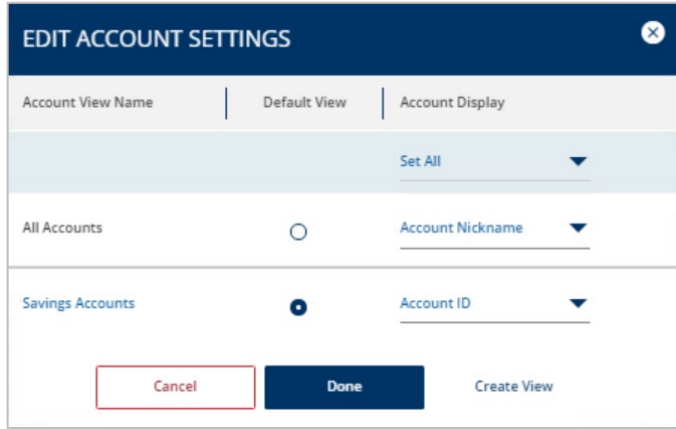 EDIT ACCOUNT SETTINGS
Account View Name Default View Account Display
Set All
All Accounts Account Nickname
Savings Accounts Account ID
Cancel Done Create View